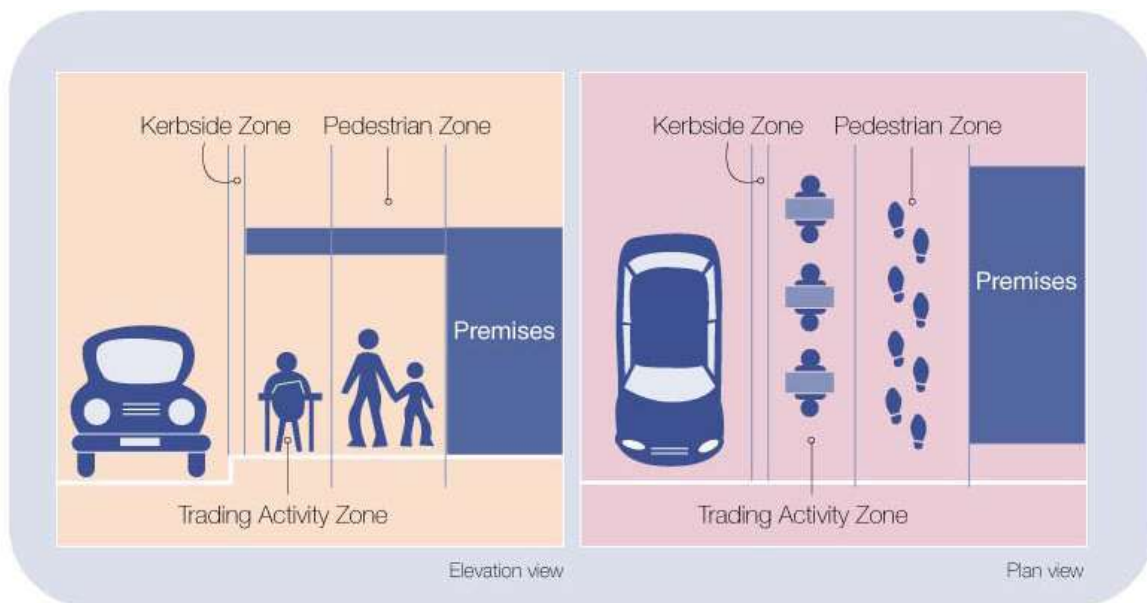 Kerbside Zone Pedestrian Zone
Premises
Trading Activity Zone
Elevation view
Kerbside Zone Pedestrian Zone
Premises
Trading Activity Zone
Plan view